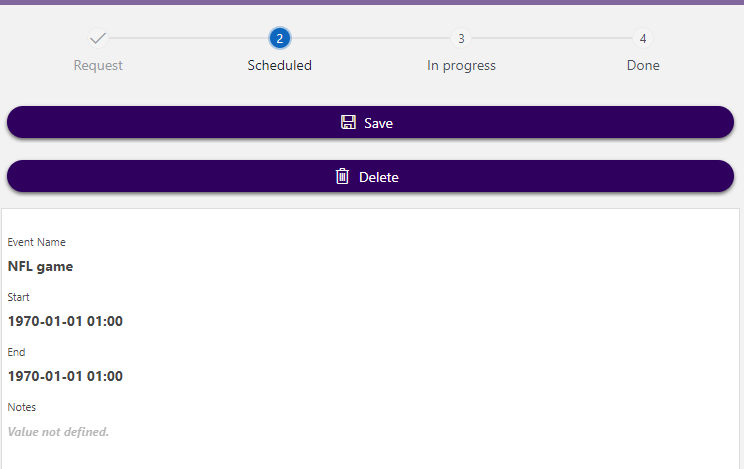 2 3 4
Request Scheduled In progress Done
Save
Delete
Event Name
NFL game
Start
1970-01-01 01:00
End
1970-01-01 01:00
Notes
Value not defined.